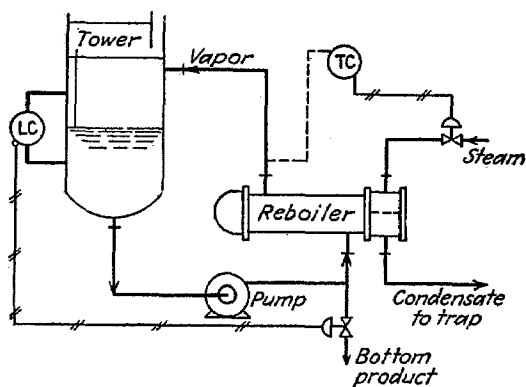 Tower
Vapor
TC
LC
Steam
Reboiler
Pump
Condensate
to trap
Bottom
product